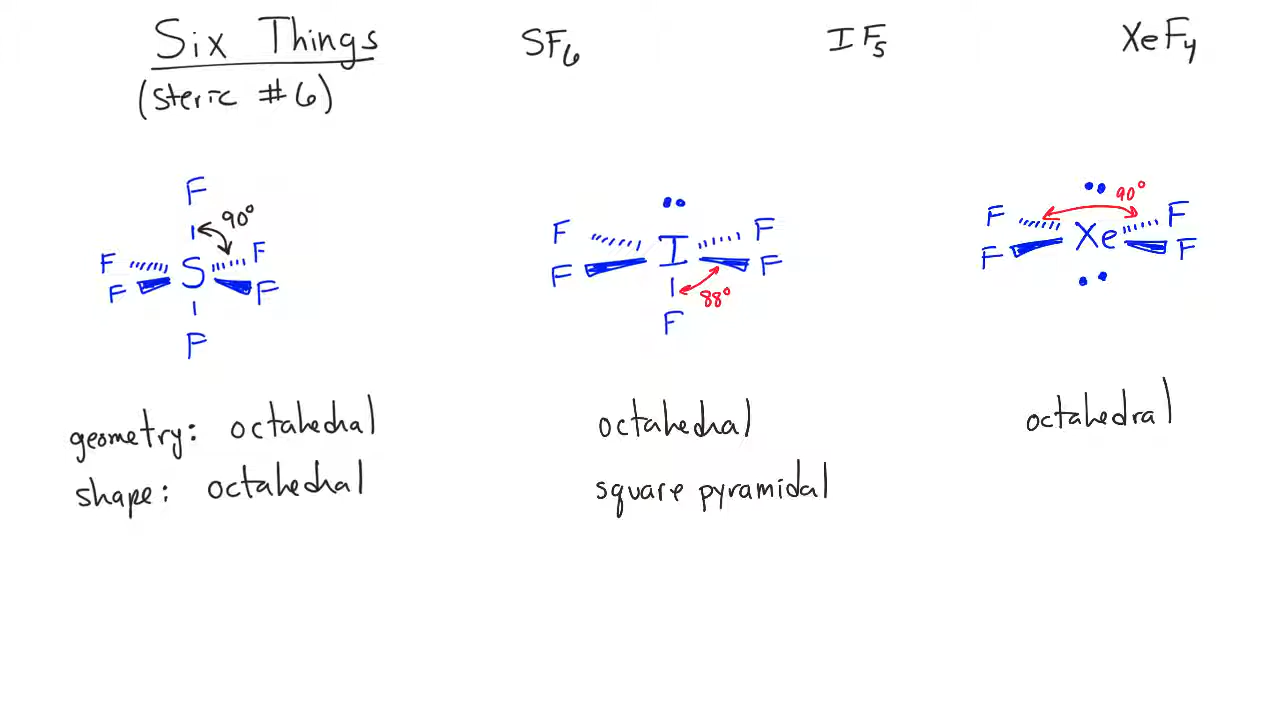 Six Things SF₆ IF₅ XeF₄
(steric #6)
F
90°
F S F
F F
F
F I F
F F
88°
F
90°
F Xe F
F F
geometry: octahedral octahedral octahedral
shape: octahedral square pyramidal